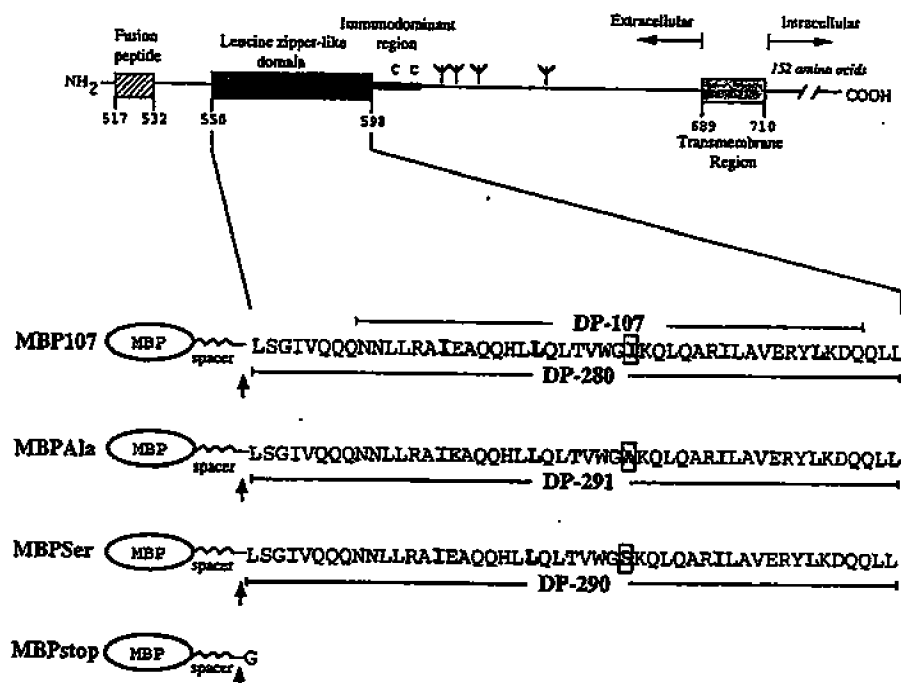 Immunodominant
region
Extracellular
Intracellular
Fusion
peptide
Leucine zipper-like
domain
C C
152 amino acids
NH2
COOH
517 532
550
593
689 710
Transmembrane
Region
DP-107
MBP107 MBP spacer LSGIVQQQNNLLRAIEAQQHLLQLTVWGIKQLQARILAVERYLKDQQLL
DP-280
MBPAla MBP spacer LSGIVQQQNNLLRAIEAQQHLLQLTVWGAKQLQARILAVERYLKDQQLL
DP-291
MBPSer MBP spacer LSGIVQQQNNLLRAIEAQQHLLQLTVWGSKQLQARILAVERYLKDQQLL
DP-290
MBPstop MBP spacer G